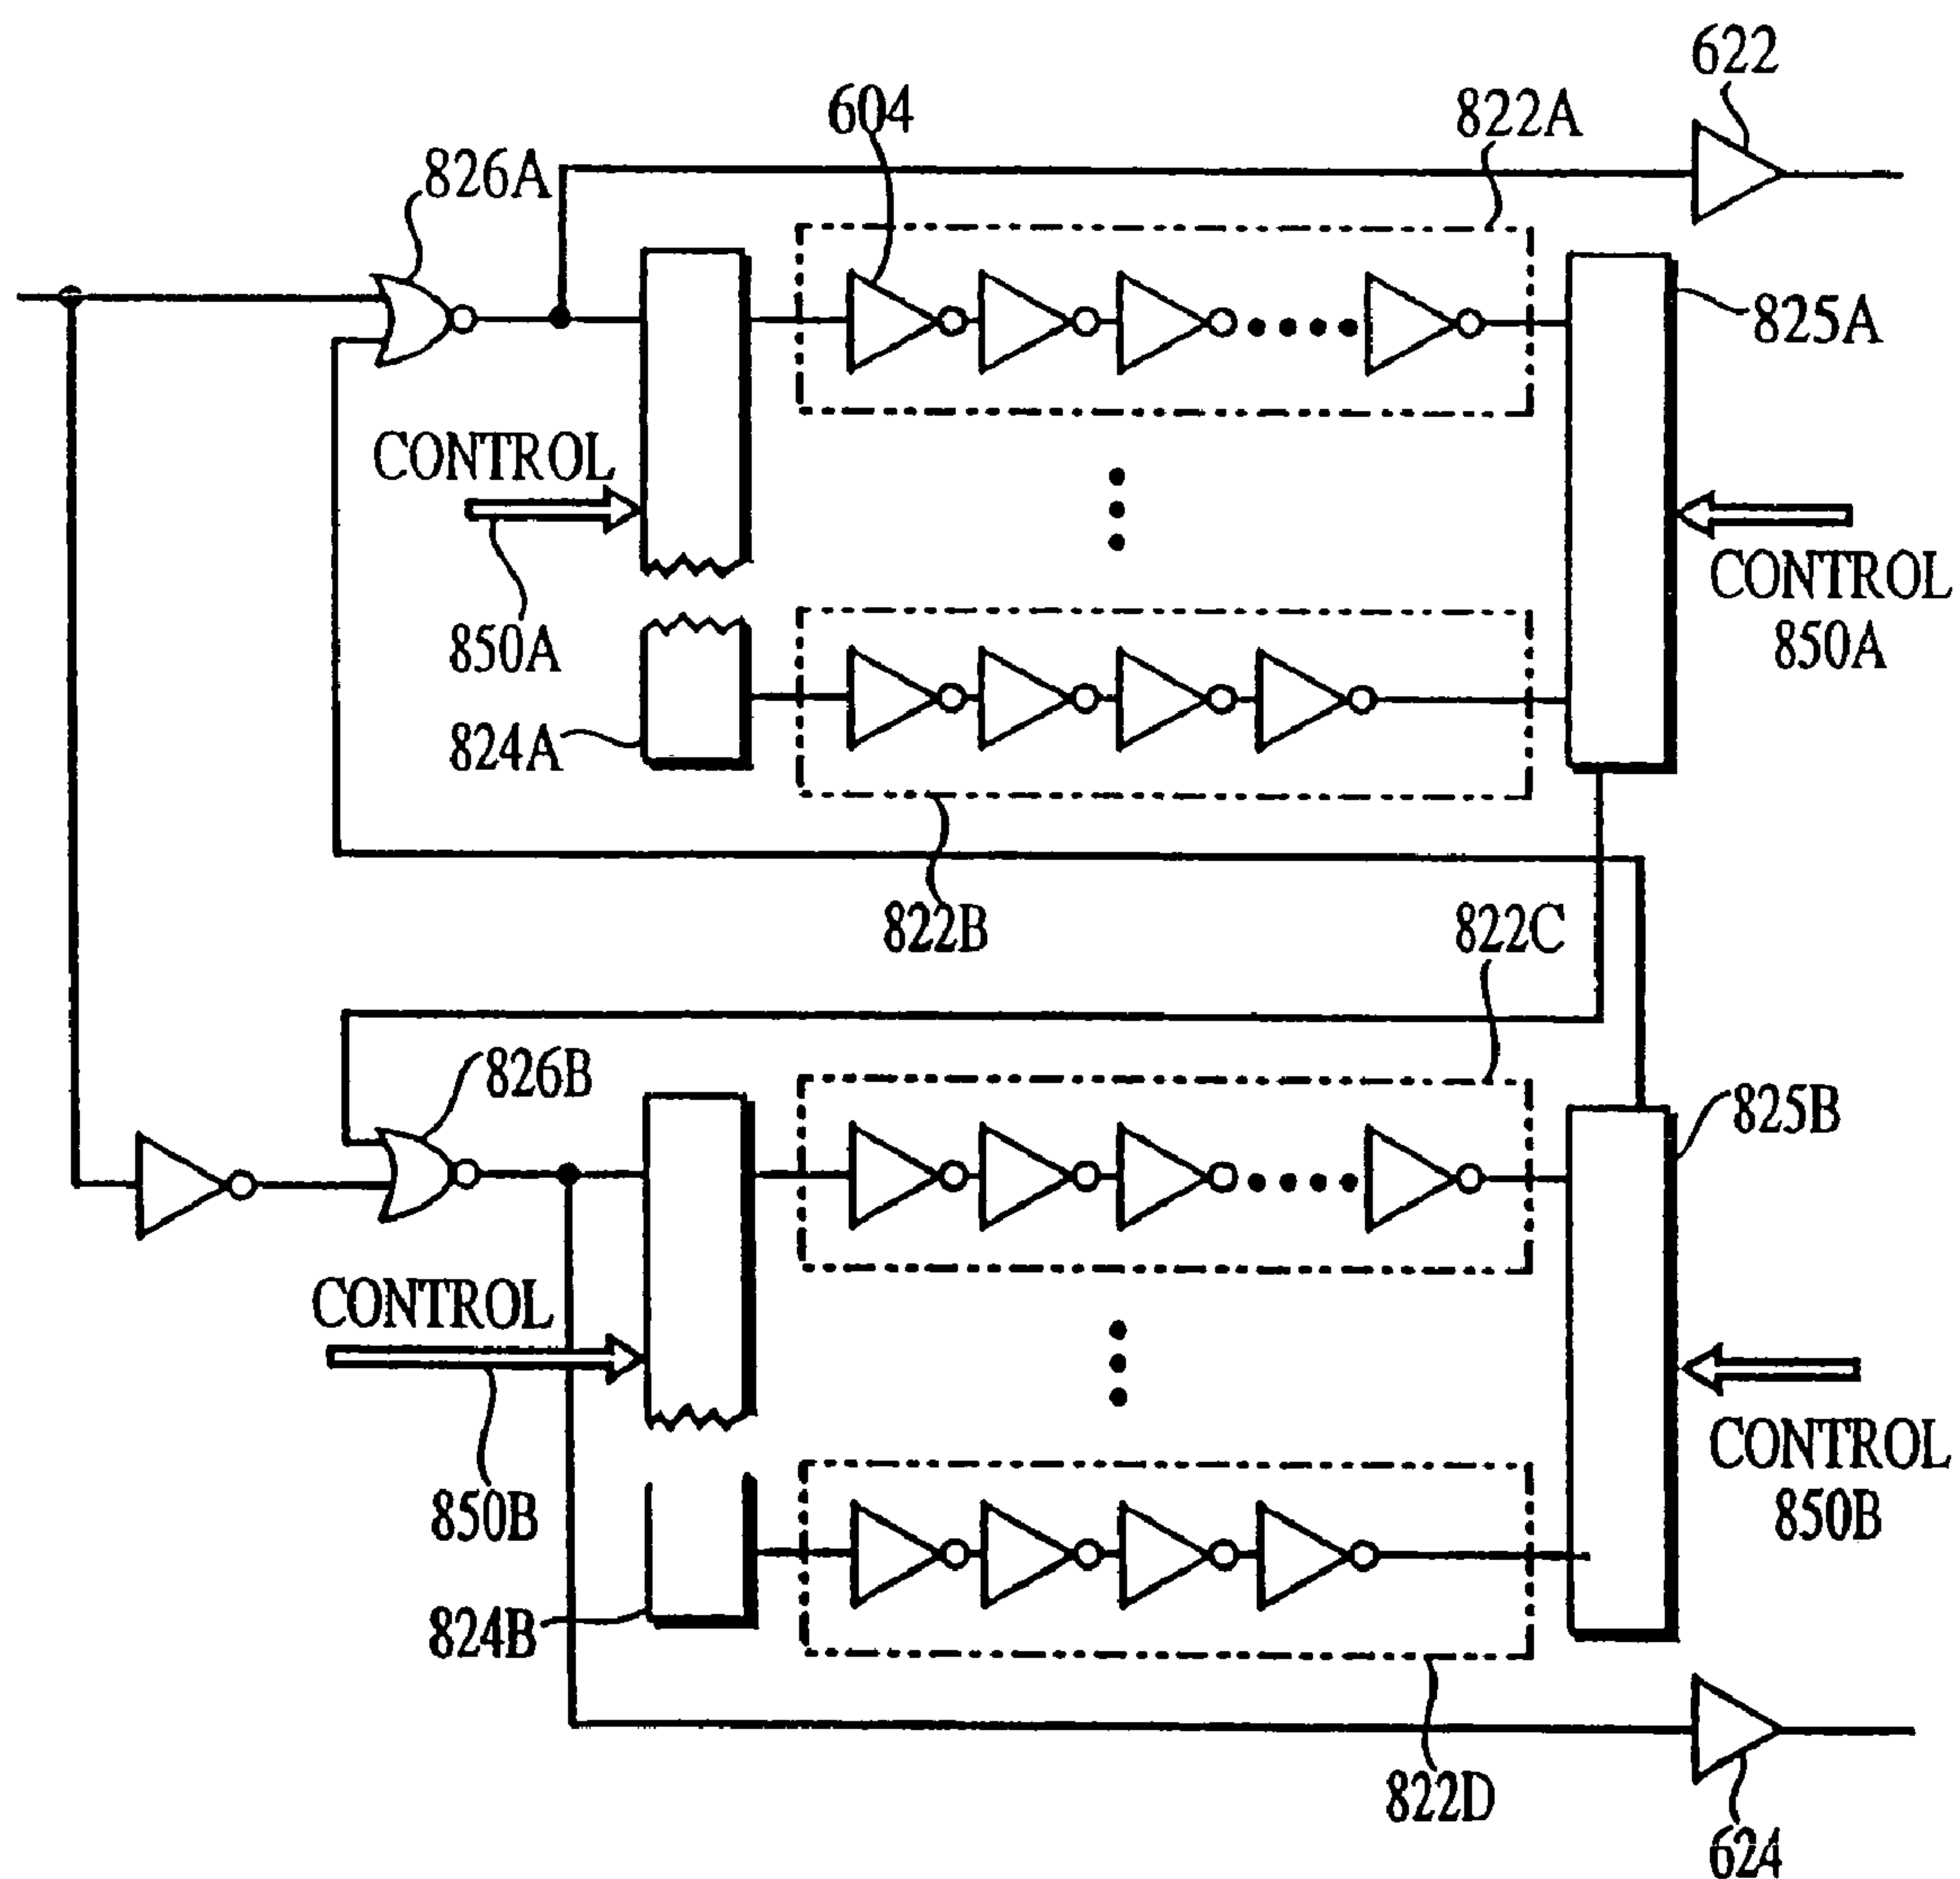 622
604
822A
826A
825A
CONTROL
850A
CONTROL
850A
824A
822B
822C
826B
825B
CONTROL
850B
CONTROL
850B
824B
822D
624